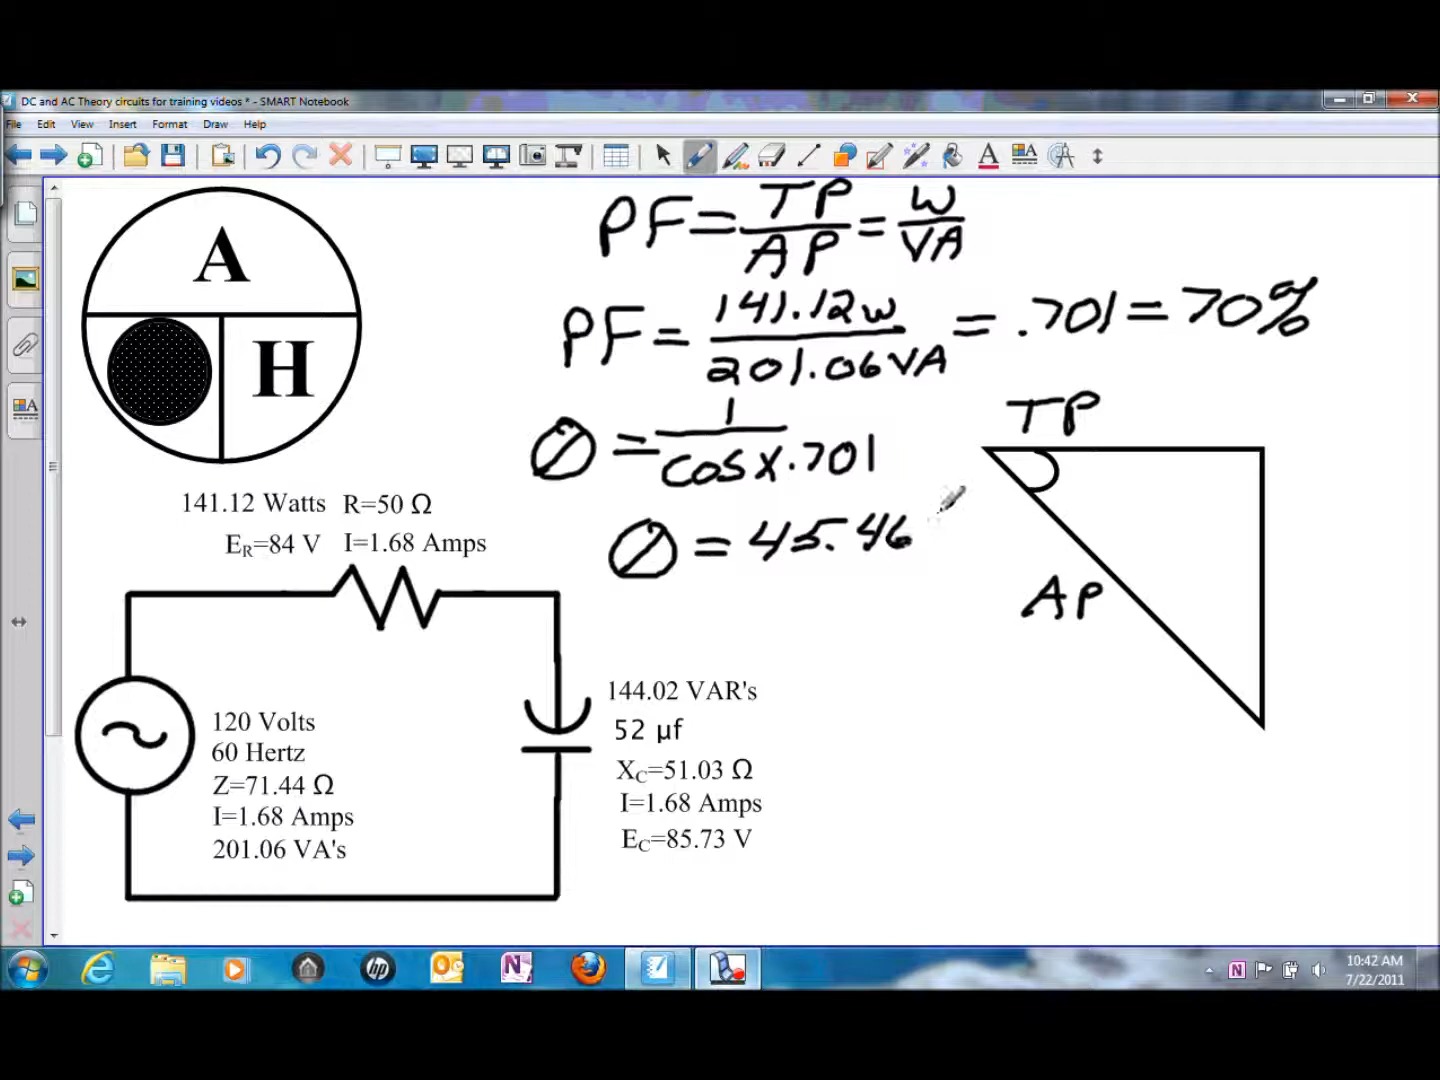 DC and AC Theory circuits for training videos * - SMART Notebook
File Edit View Insert Format Draw Help
PF = TP / AP = W / VA
PF = 141.12W / 201.06VA = .701 = 70%
Ø = 1 / COS X .701
Ø = 45.46
TP
AP
A
H
141.12 Watts R=50 Ω
ER=84 V I=1.68 Amps
120 Volts
60 Hertz
Z=71.44 Ω
I=1.68 Amps
201.06 VA's
144.02 VAR's
52 µf
XC=51.03 Ω
I=1.68 Amps
EC=85.73 V
10:42 AM
7/22/2011